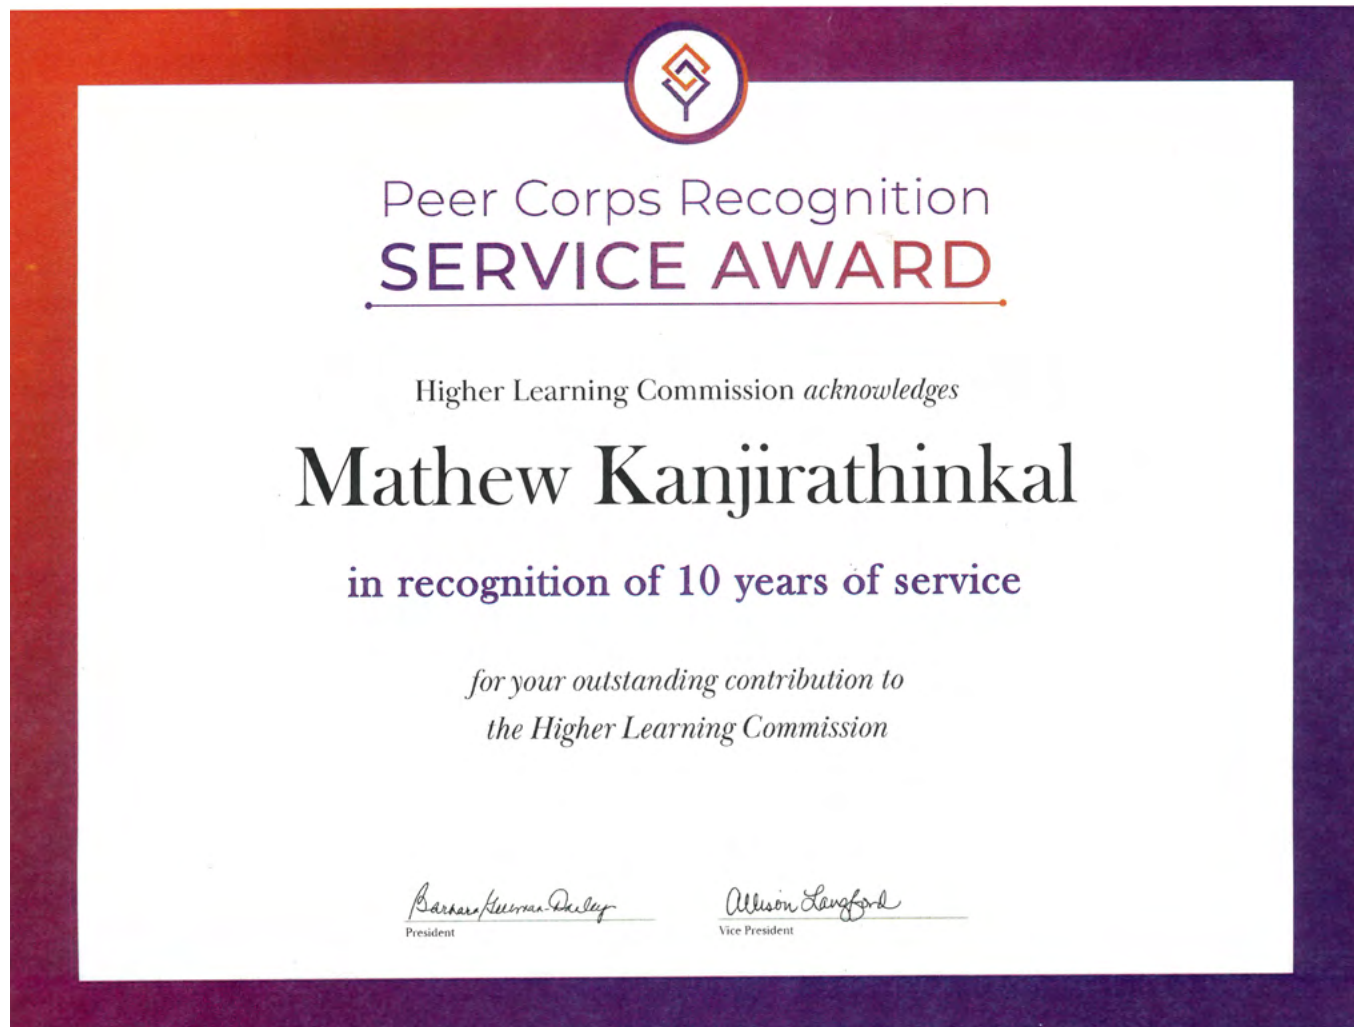 Peer Corps Recognition
SERVICE AWARD
Higher Learning Commission acknowledges
Mathew Kanjirathinkal
in recognition of 10 years of service
for your outstanding contribution to
the Higher Learning Commission
Barbara Gellman-Danley
Allison Langford
President
Vice President